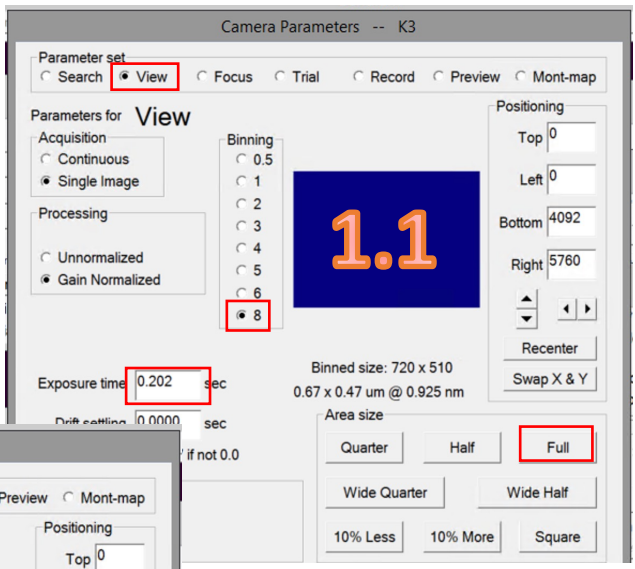 Camera Parameters -- K3
Parameter set
Search View Focus Trial Record Preview Mont-map
Parameters for View
Acquisition
Continuous
Single Image
Processing
Unnormalized
Gain Normalized
Binning
0.5
1
2
3
4
5
6
8
1.1
Positioning
Top 0
Left 0
Bottom 4092
Right 5760
Recenter
Swap X & Y
Exposure time 0.202 sec
Drift settling 0.0000 sec
if not 0.0
Binned size: 720 x 510
0.67 x 0.47 um @ 0.925 nm
Area size
Quarter Half Full
Wide Quarter Wide Half
10% Less 10% More Square
Preview Mont-map
Positioning
Top 0